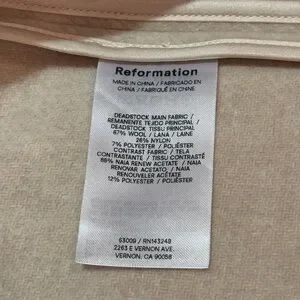 Reformation
MADE IN CHINA / FABRICADO EN
CHINA / FABRIQUÉ EN CHINE
DEADSTOCK MAIN FABRIC /
REMANENTE TEJIDO PRINCIPAL /
DEADSTOCK TISSU PRINCIPAL
67% WOOL / LANA / LAINE
26% NYLON
7% POLYESTER / POLIÉSTER
CONTRAST FABRIC / TELA
CONTRASTANTE / TISSU CONTRASTÉ
88% NAIA RENEW ACETATE / NAIA
RENOVAR ACETATO / NAIA
RENOUVELER ACÉTATE
12% POLYESTER / POLIÉSTER
63009 / RN143248
2263 E VERNON AVE.
VERNON, CA 90058